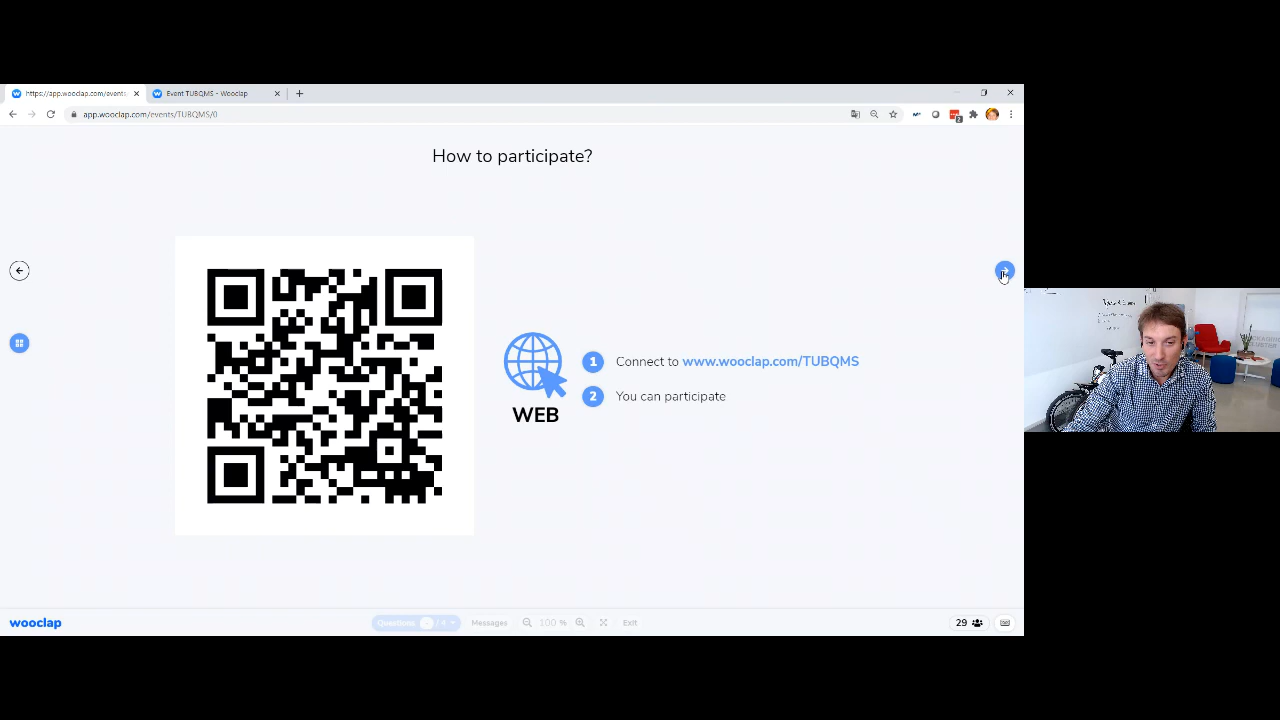 https://app.wooclap.com/events
Event TUBQMS - Wooclap
app.wooclap.com/events/TUBQMS/0
How to participate?
WEB
1 Connect to www.wooclap.com/TUBQMS
2 You can participate
wooclap
Questions
Messages
100 %
Exit
29